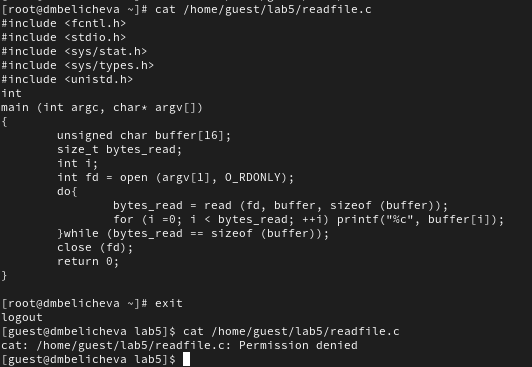 [root@dmbelicheva ~]# cat /home/guest/lab5/readfile.c
#include <fcntl.h>
#include <stdio.h>
#include <sys/stat.h>
#include <sys/types.h>
#include <unistd.h>
int
main (int argc, char* argv[])
{
        unsigned char buffer[16];
        size_t bytes_read;
        int i;
        int fd = open (argv[1], O_RDONLY);
        do{
                bytes_read = read (fd, buffer, sizeof (buffer));
                for (i =0; i < bytes_read; ++i) printf("%c", buffer[i]);
        }while (bytes_read == sizeof (buffer));
        close (fd);
        return 0;
}
[root@dmbelicheva ~]# exit
logout
[guest@dmbelicheva lab5]$ cat /home/guest/lab5/readfile.c
cat: /home/guest/lab5/readfile.c: Permission denied
[guest@dmbelicheva lab5]$